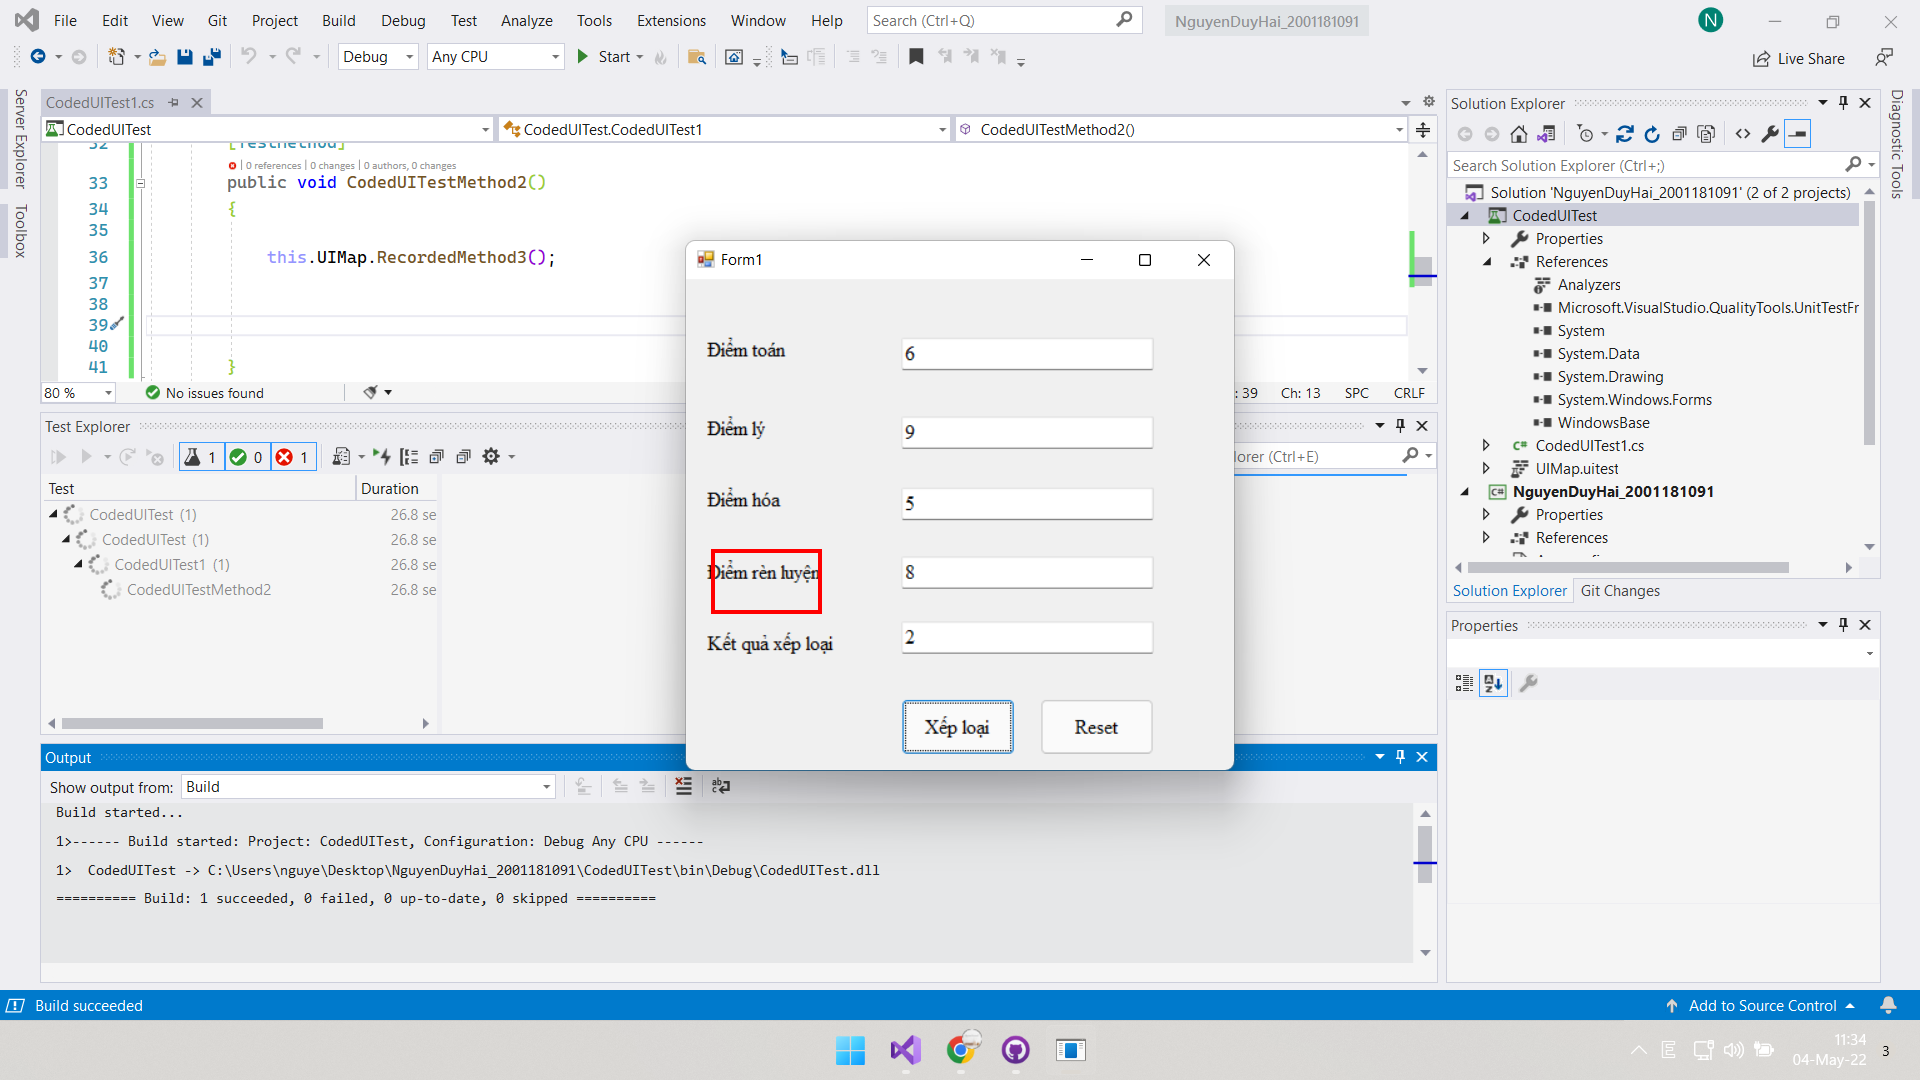 File Edit View Git Project Build Debug Test Analyze Tools Extensions Window Help Search (Ctrl+Q) NguyenDuyHai_2001181091 N
Debug Any CPU Start Live Share
Server Explorer
Toolbox
CodedUITest1.cs
CodedUITest CodedUITest.CodedUITest1 CodedUITestMethod2()
32 [TestMethod]
0 references | 0 changes | 0 authors, 0 changes
33 public void CodedUITestMethod2()
34 {
35
36 this.UIMap.RecordedMethod3();
37
38
39
40
41 }
80 % No issues found : 39 Ch: 13 SPC CRLF
Test Explorer
1 0 1 lorer (Ctrl+E)
Test Duration
CodedUITest (1) 26.8 se
CodedUITest (1) 26.8 se
CodedUITest1 (1) 26.8 se
CodedUITestMethod2 26.8 se
Form1
Điểm toán 6
Điểm lý 9
Điểm hóa 5
Điểm rèn luyện 8
Kết quả xếp loại 2
Xếp loại Reset
Output
Show output from: Build
Build started...
1>------ Build started: Project: CodedUITest, Configuration: Debug Any CPU ------
1>  CodedUITest -> C:\Users\nguye\Desktop\NguyenDuyHai_2001181091\CodedUITest\bin\Debug\CodedUITest.dll
========== Build: 1 succeeded, 0 failed, 0 up-to-date, 0 skipped ==========
Solution Explorer
Search Solution Explorer (Ctrl+;)
Solution 'NguyenDuyHai_2001181091' (2 of 2 projects)
CodedUITest
Properties
References
Analyzers
Microsoft.VisualStudio.QualityTools.UnitTestFr
System
System.Data
System.Drawing
System.Windows.Forms
WindowsBase
CodedUITest1.cs
UIMap.uitest
NguyenDuyHai_2001181091
Properties
References
Solution Explorer Git Changes
Properties
Diagnostic Tools
Build succeeded Add to Source Control
11:34
04-May-22 3